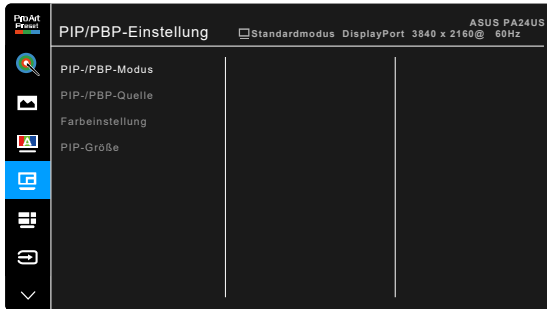 ProArt
Preset
PIP/PBP-Einstellung
ASUS PA24US
Standardmodus DisplayPort 3840 x 2160@ 60Hz
PIP-/PBP-Modus
PIP-/PBP-Quelle
Farbeinstellung
PIP-Größe
A